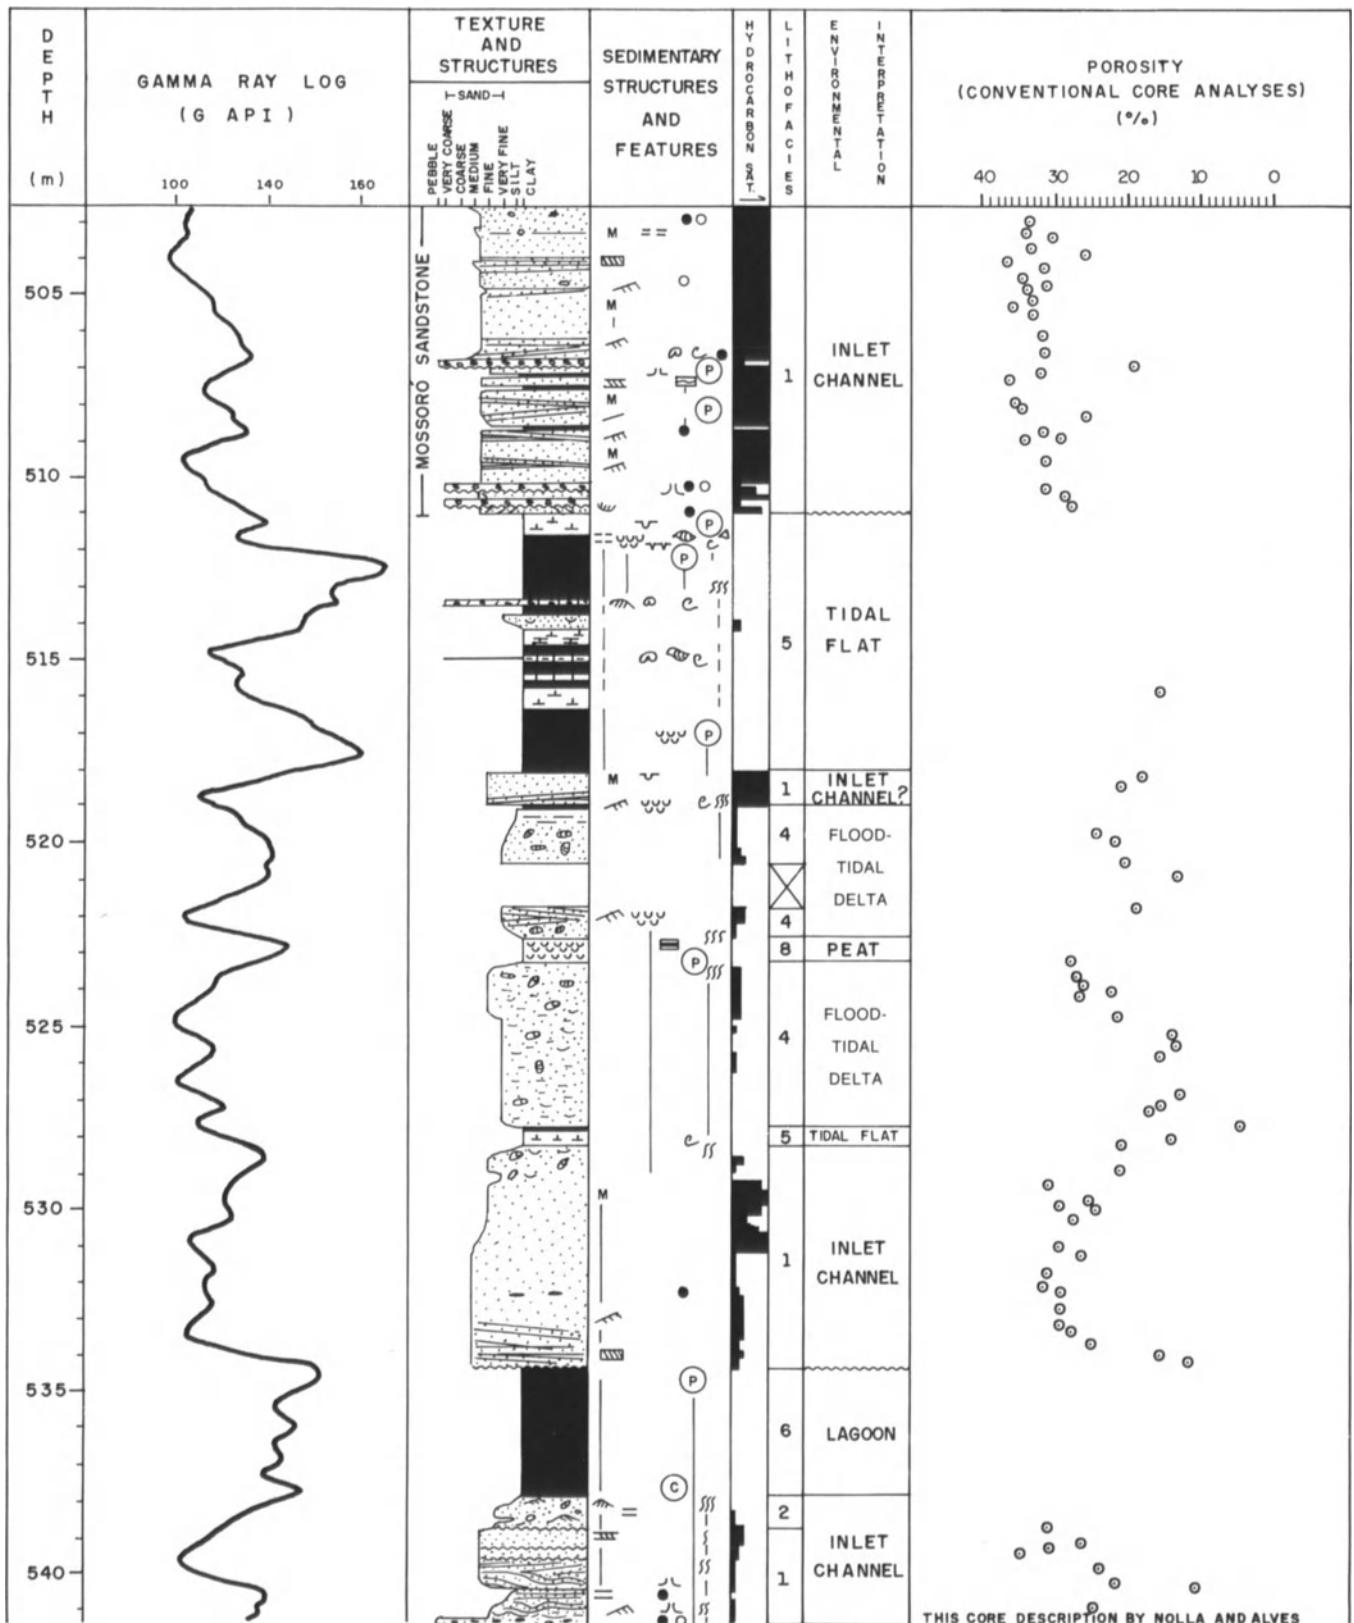 DEPTH
(m)
GAMMA RAY LOG
(G API)
100 140 160
TEXTURE
AND
STRUCTURES
SAND
PEBBLE
VERY COARSE
COARSE
MEDIUM
FINE
VERY FINE
SILT
CLAY
SEDIMENTARY
STRUCTURES
AND
FEATURES
HYDROCARBON SAT.
LITHOFACIES
ENVIRONMENTAL
INTERPRETATION
POROSITY
(CONVENTIONAL CORE ANALYSES)
(%)
40 30 20 10 0
MOSSORÓ SANDSTONE
505
510
515
520
525
530
535
540
M
M
P
M
P
M
P
P
P
M
P
M
P
C
1
INLET
CHANNEL
5
TIDAL
FLAT
1
INLET
CHANNEL?
4
FLOOD-
TIDAL
DELTA
4
8
PEAT
4
FLOOD-
TIDAL
DELTA
5
TIDAL FLAT
1
INLET
CHANNEL
6
LAGOON
2
1
INLET
CHANNEL
THIS CORE DESCRIPTION BY NOLLA AND ALVES